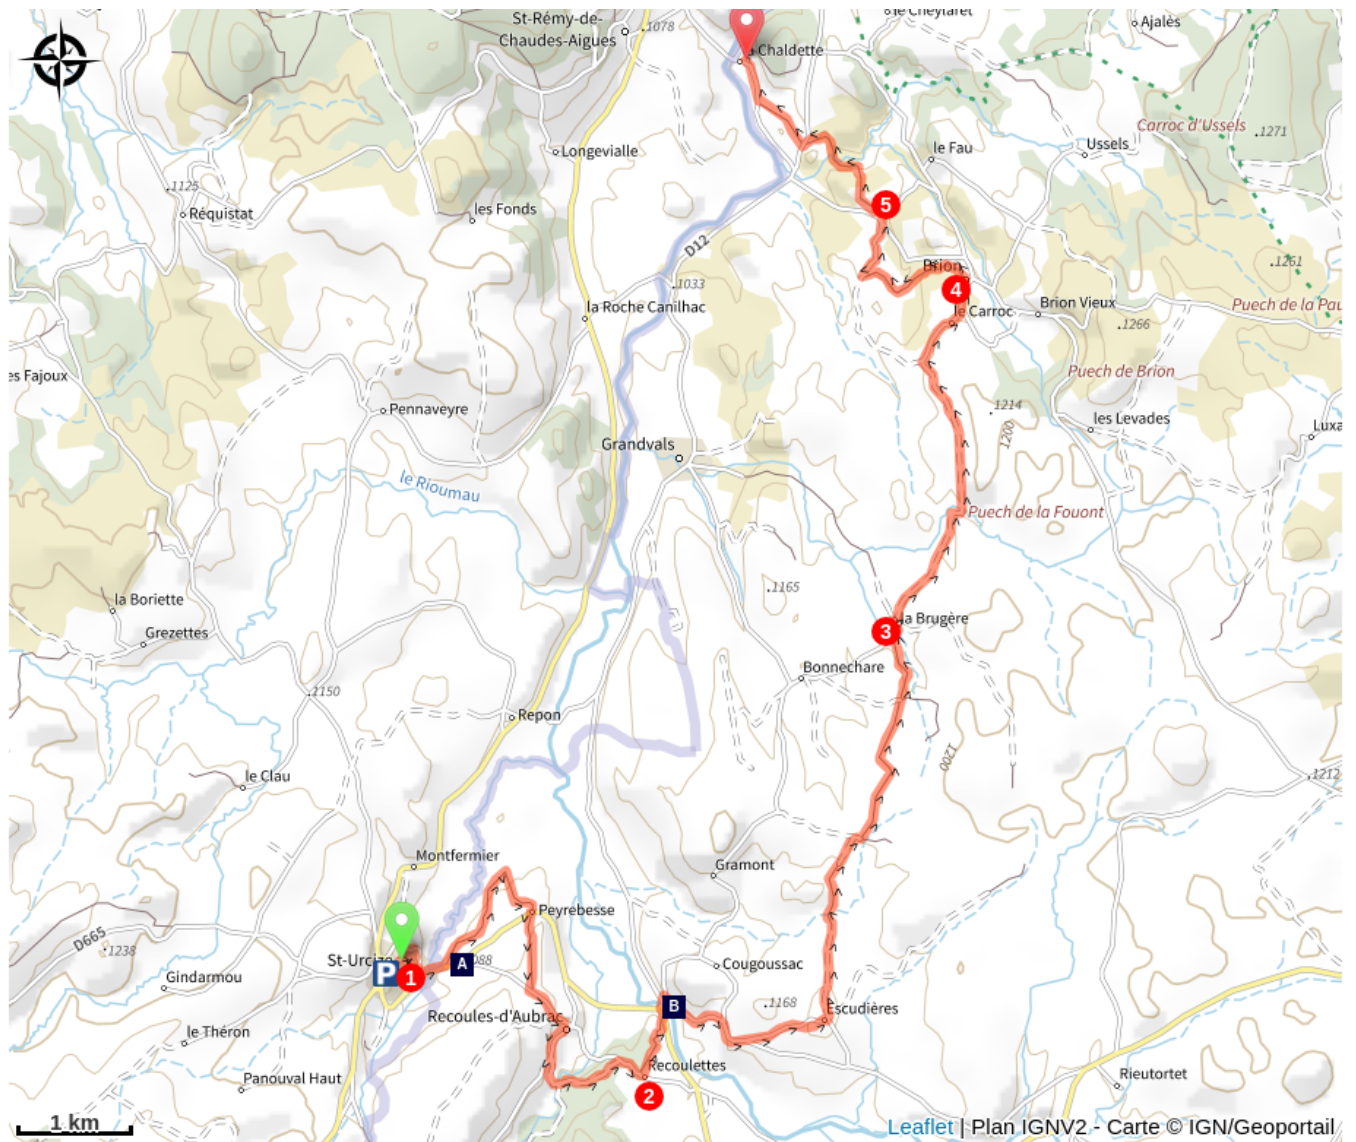 St-Rémy-de-
Chaudes-Aigues
1078
le Cheylaret
Ajalès
Chaldette
Carroc d'Ussels
1271
Longevialle
le Fau
Ussels
1125
Réquistat
les Fonds
5
D12
1261
Brion
4
1033
la Roche Canilhac
le Carroc
Brion Vieux
Puech de la Pau
1266
es Fajoux
Puech de Brion
Pennaveyre
1214
les Levades
Luxa
1200
Grandvals
le Rioumau
Puech de la Fouont
1165
la Boriette
Grezettes
la Brugère
3
Bonnechare
1150
Repon
1200
le Clau
1212
Montfermier
Gramont
Peyrebesse
D665
1238
St-Urcize
A
088
Cougoussac
Gindarmou
P
1
B
1168
Escudières
Recoules-d'Aubrac
le Théron
Recoulettes
Panouval Haut
Rieutortet
2
1 km
Leaflet | Plan IGNV2 - Carte © IGN/Geoportail